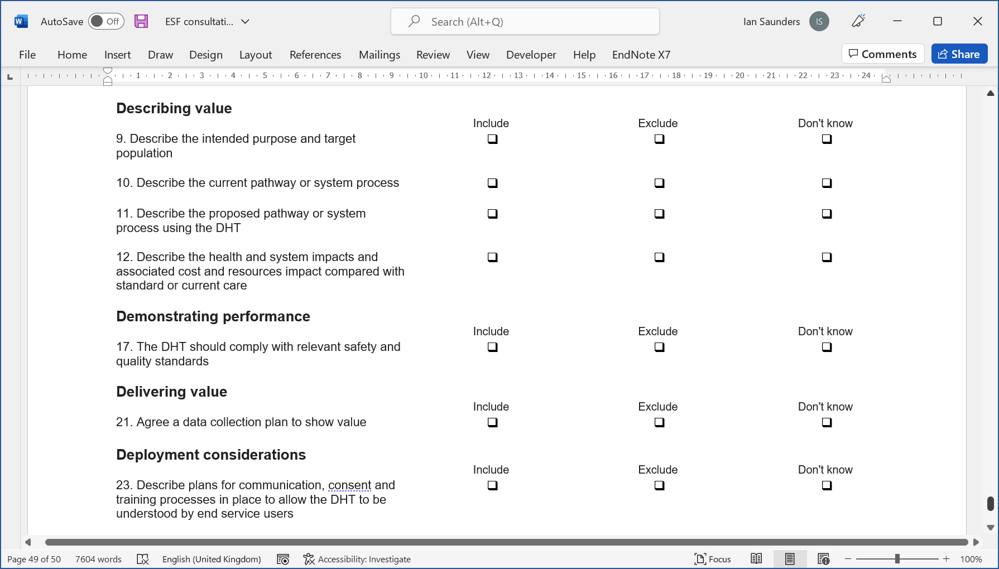 AutoSave Off ESF consultati... Search (Alt+Q) Ian Saunders IS
File Home Insert Draw Design Layout References Mailings Review View Developer Help EndNote X7 Comments Share
1 2 3 4 5 6 7 8 9 10 11 12 13 14 15 16 17 18 19 20 21 22 23 24
Describing value
Include Exclude Don't know
9. Describe the intended purpose and target
population
10. Describe the current pathway or system process
11. Describe the proposed pathway or system
process using the DHT
12. Describe the health and system impacts and
associated cost and resources impact compared with
standard or current care
Demonstrating performance
Include Exclude Don't know
17. The DHT should comply with relevant safety and
quality standards
Delivering value
Include Exclude Don't know
21. Agree a data collection plan to show value
Deployment considerations
Include Exclude Don't know
23. Describe plans for communication, consent and
training processes in place to allow the DHT to be
understood by end service users
Page 49 of 50 7604 words English (United Kingdom) Accessibility: Investigate Focus 100%